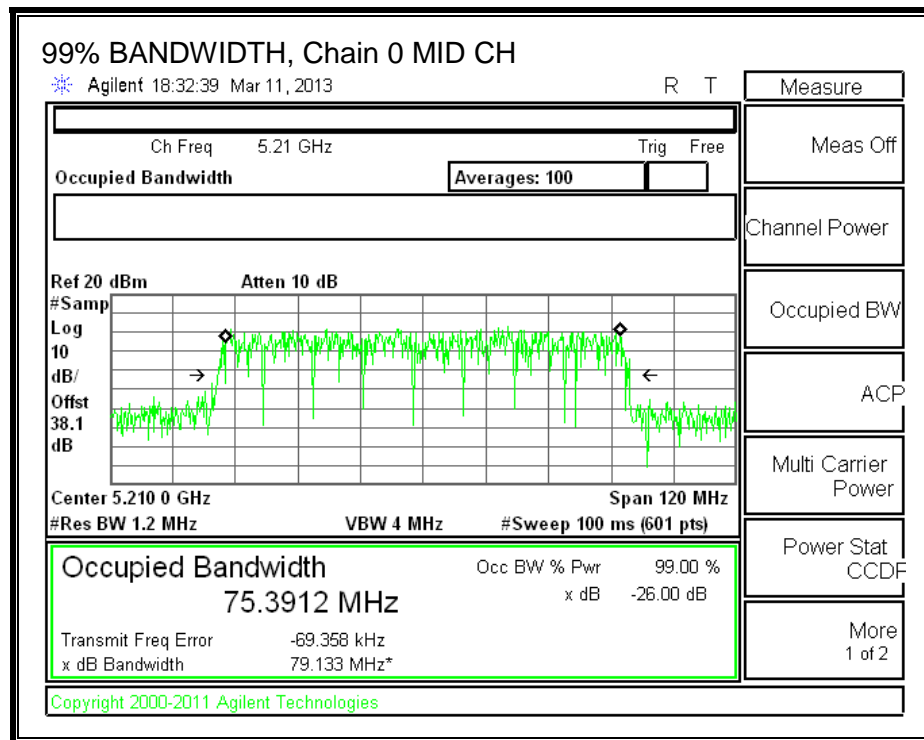 99% BANDWIDTH, Chain 0 MID CH
Agilent 18:32:39 Mar 11, 2013 R T
Measure
Ch Freq 5.21 GHz Trig Free
Meas Off
Occupied Bandwidth Averages: 100
Channel Power
Ref 20 dBm Atten 10 dB
#Samp
Log
10
dB/
Offst
38.1
dB
Occupied BW
ACP
Multi Carrier
Power
Center 5.210 0 GHz Span 120 MHz
#Res BW 1.2 MHz VBW 4 MHz #Sweep 100 ms (601 pts)
Power Stat
CCDF
Occupied Bandwidth Occ BW % Pwr 99.00 %
75.3912 MHz x dB -26.00 dB
Transmit Freq Error -69.358 kHz
x dB Bandwidth 79.133 MHz*
More
1 of 2
Copyright 2000-2011 Agilent Technologies